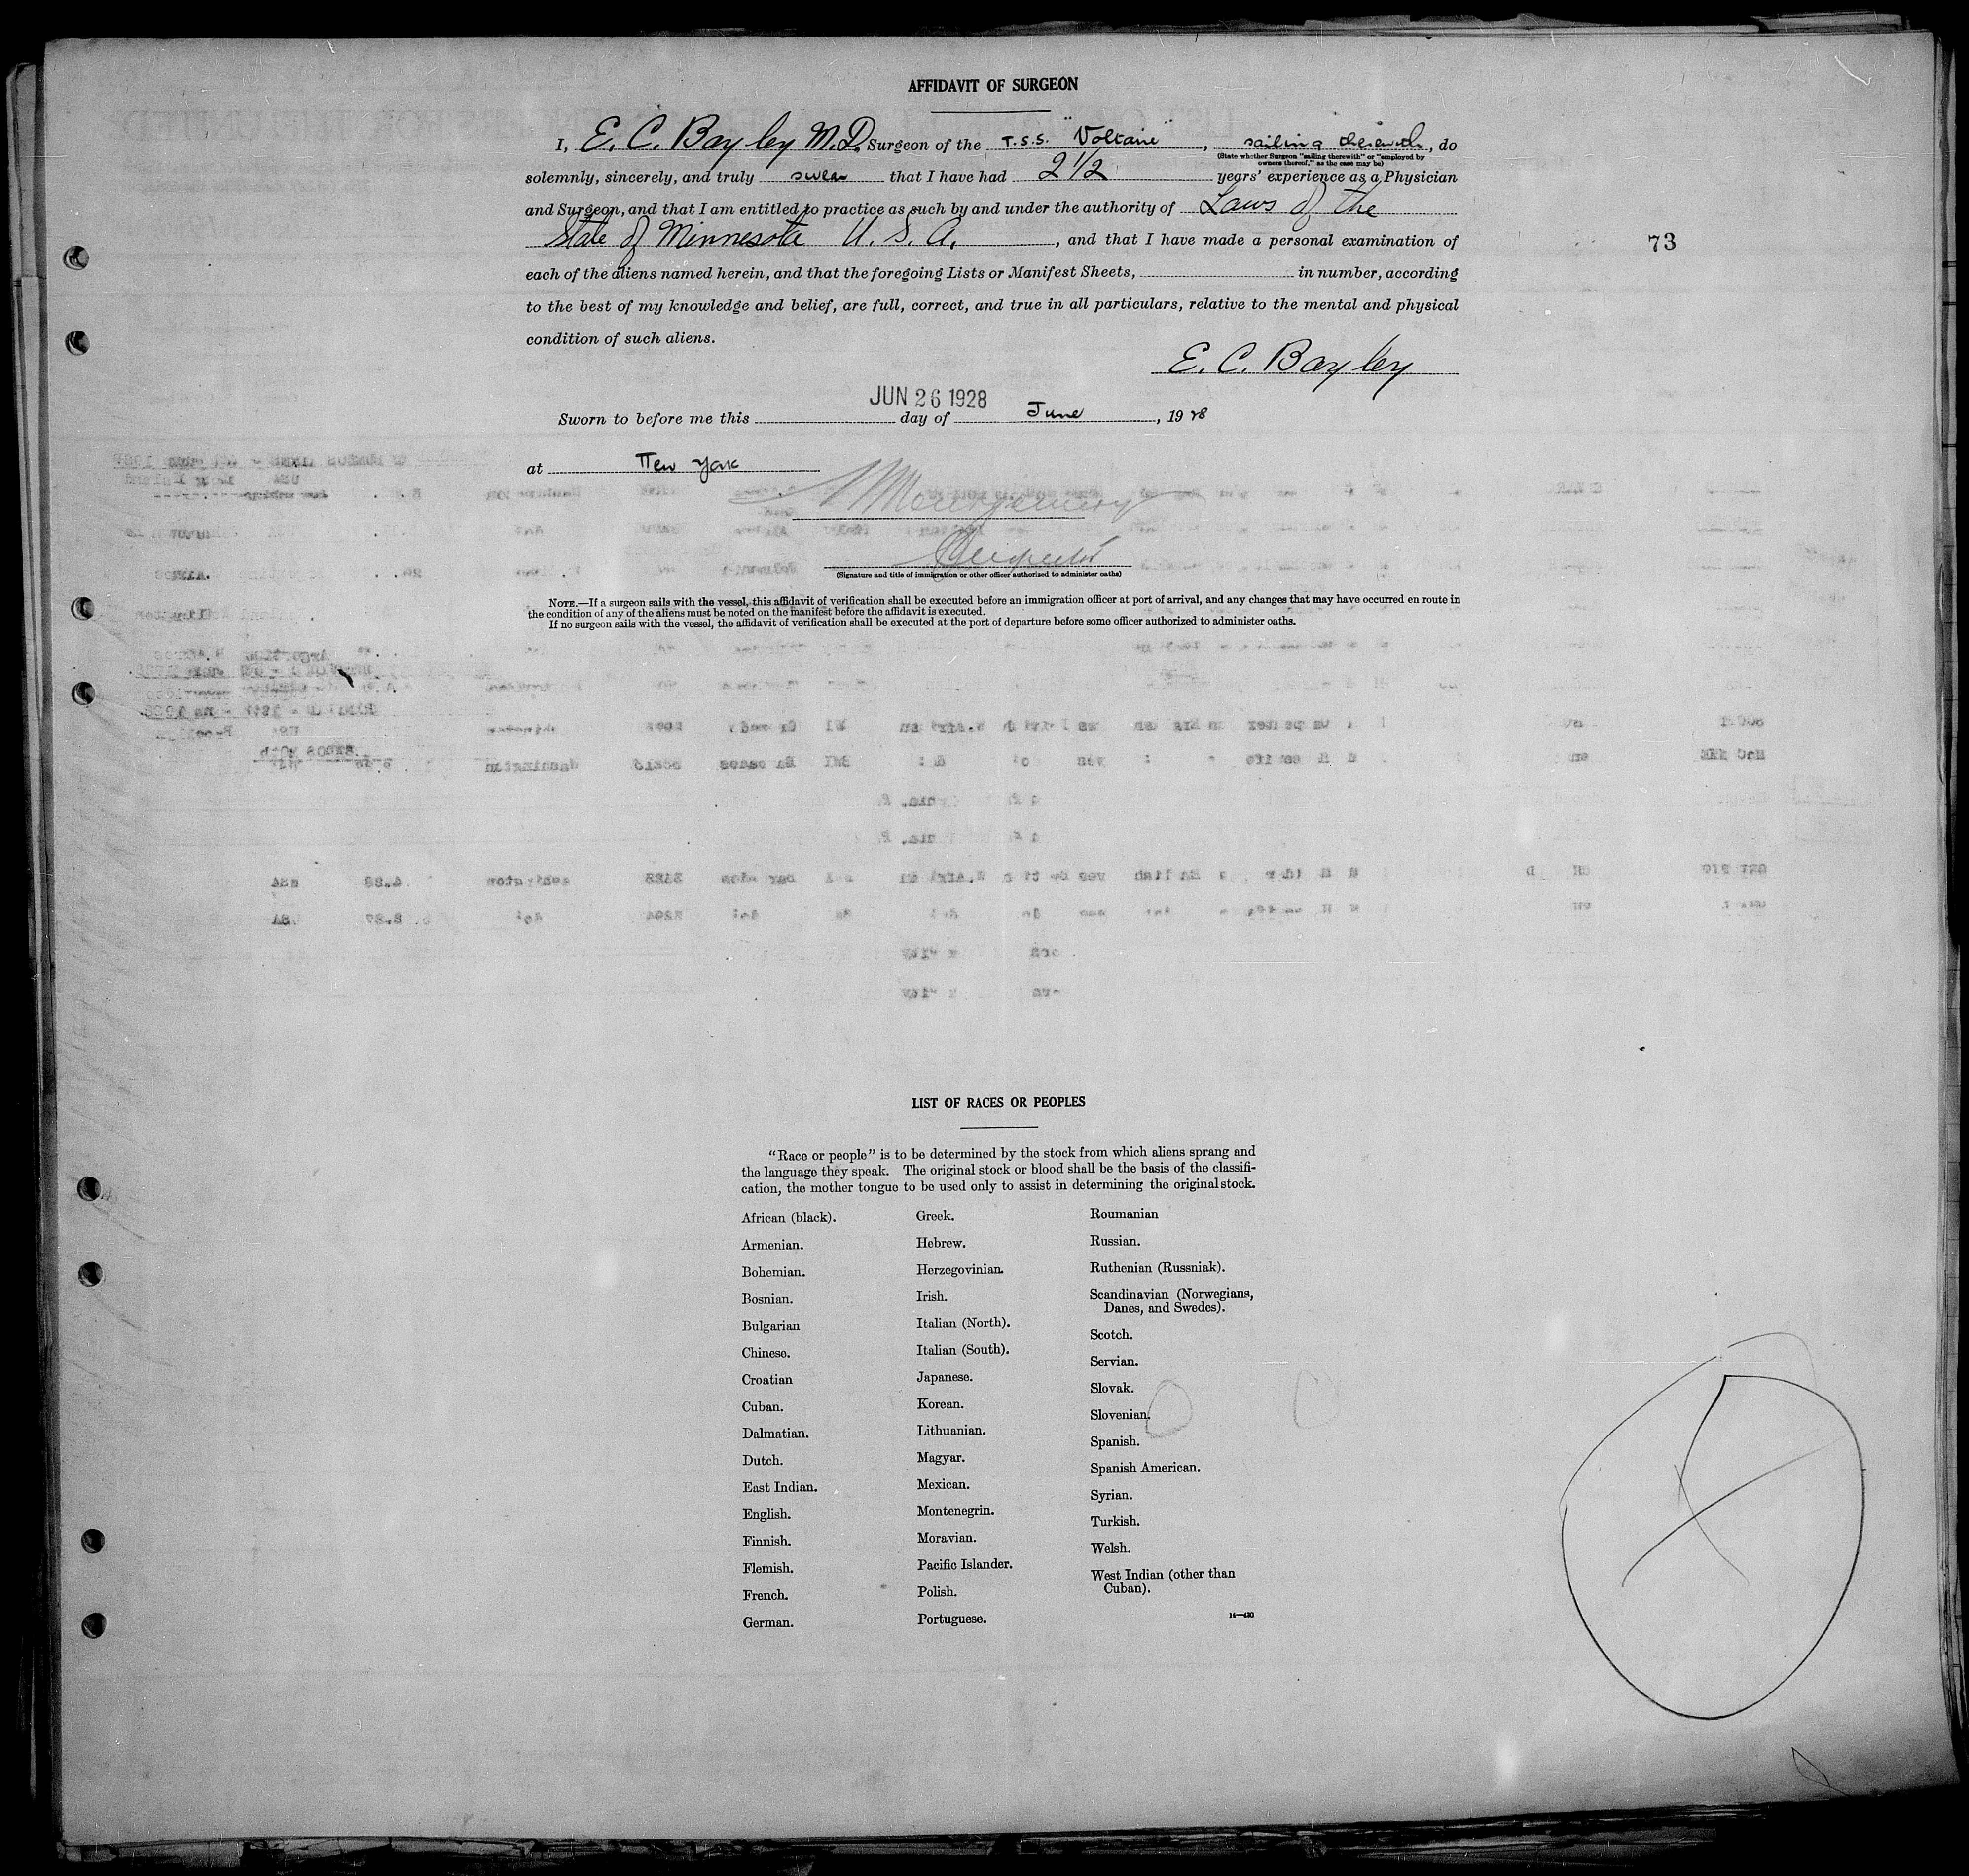 AFFIDAVIT OF SURGEON
I, E. C. Bayley M.D. Surgeon of the T.S.S. "Voltaire", sailing therewith, do
(State whether Surgeon "sailing therewith" or "employed by
owners thereof," as the case may be)
solemnly, sincerely, and truly swear that I have had 2 1/2 years' experience as a Physician
and Surgeon, and that I am entitled to practice as such by and under the authority of Laws of the
State of Minnesota U. S. A., and that I have made a personal examination of
73
each of the aliens named herein, and that the foregoing Lists or Manifest Sheets, in number, according
to the best of my knowledge and belief, are full, correct, and true in all particulars, relative to the mental and physical
condition of such aliens.
E. C. Bayley
JUN 26 1928
Sworn to before me this day of June, 1928
at New York
Montgomery
Inspector
(Signature and title of immigration or other officer authorized to administer oaths)
NOTE.—If a surgeon sails with the vessel, this affidavit of verification shall be executed before an immigration officer at port of arrival, and any changes that may have occurred en route in
the condition of any of the aliens must be noted on the manifest before the affidavit is executed.
If no surgeon sails with the vessel, the affidavit of verification shall be executed at the port of departure before some officer authorized to administer oaths.
LIST OF RACES OR PEOPLES
"Race or people" is to be determined by the stock from which aliens sprang and
the language they speak. The original stock or blood shall be the basis of the classifi-
cation, the mother tongue to be used only to assist in determining the original stock.
African (black).
Armenian.
Bohemian.
Bosnian.
Bulgarian
Chinese.
Croatian
Cuban.
Dalmatian.
Dutch.
East Indian.
English.
Finnish.
Flemish.
French.
German.
Greek.
Hebrew.
Herzegovinian.
Irish.
Italian (North).
Italian (South).
Japanese.
Korean.
Lithuanian.
Magyar.
Mexican.
Montenegrin.
Moravian.
Pacific Islander.
Polish.
Portuguese.
Roumanian
Russian.
Ruthenian (Russniak).
Scandinavian (Norwegians,
Danes, and Swedes).
Scotch.
Servian.
Slovak.
Slovenian.
Spanish.
Spanish American.
Syrian.
Turkish.
Welsh.
West Indian (other than
Cuban).
14—430